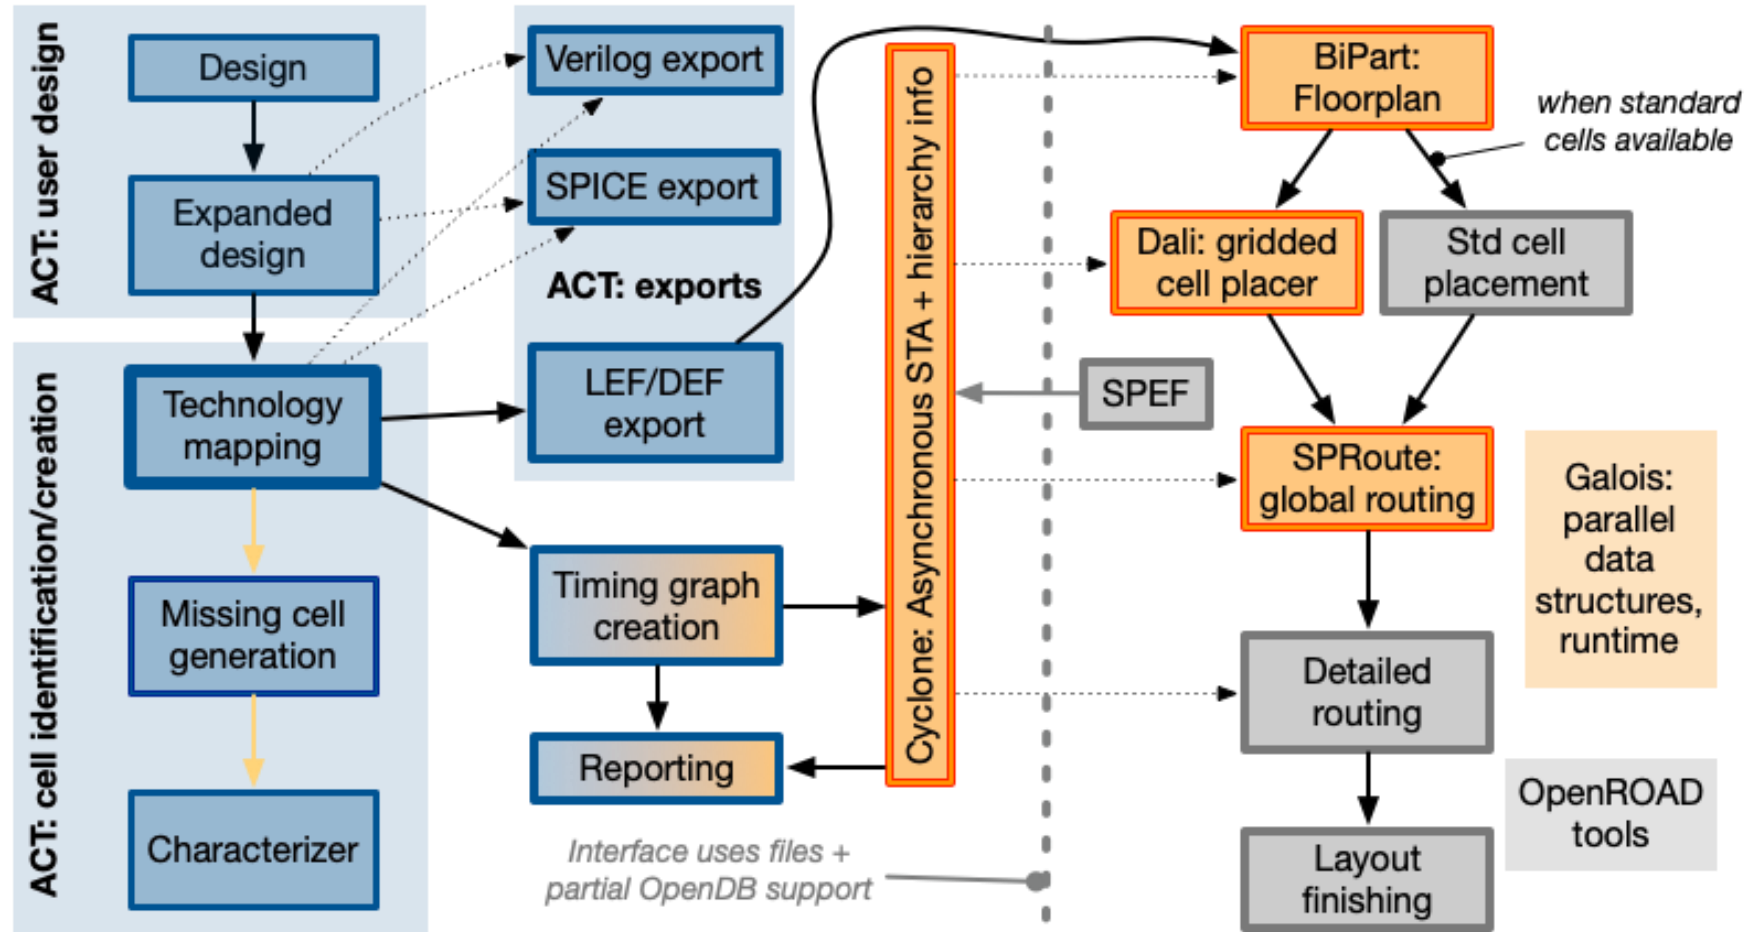 ACT: user design
Design
Expanded
design
ACT: cell identification/creation
Technology
mapping
Missing cell
generation
Characterizer
Verilog export
SPICE export
ACT: exports
LEF/DEF
export
Timing graph
creation
Reporting
Interface uses files +
partial OpenDB support
Cyclone: Asynchronous STA + hierarchy info
BiPart:
Floorplan
when standard
cells available
Dali: gridded
cell placer
Std cell
placement
SPEF
SPRoute:
global routing
Detailed
routing
Layout
finishing
Galois:
parallel
data
structures,
runtime
OpenROAD
tools